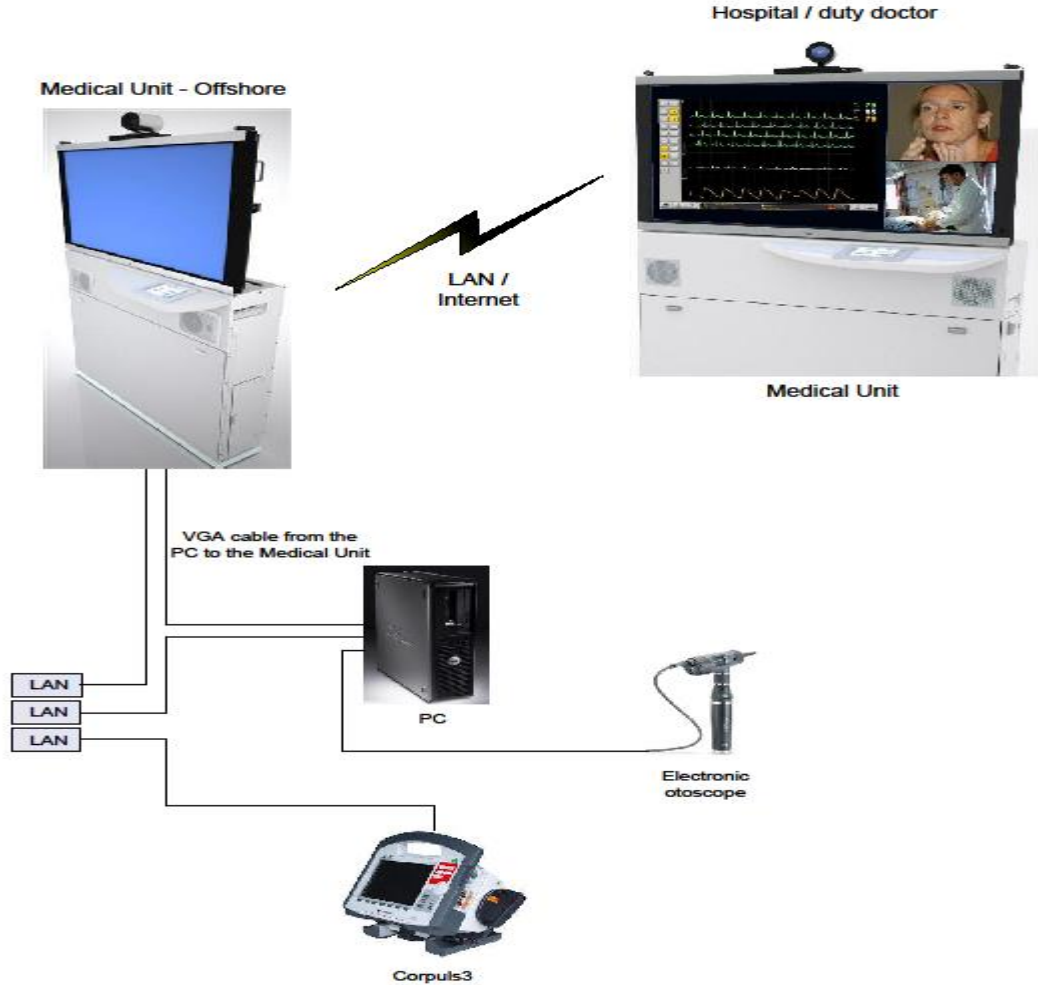 Hospital / duty doctor
Medical Unit - Offshore
LAN /
Internet
Medical Unit
VGA cable from the
PC to the Medical Unit
LAN
LAN
LAN
PC
Electronic
otoscope
Corpuls3